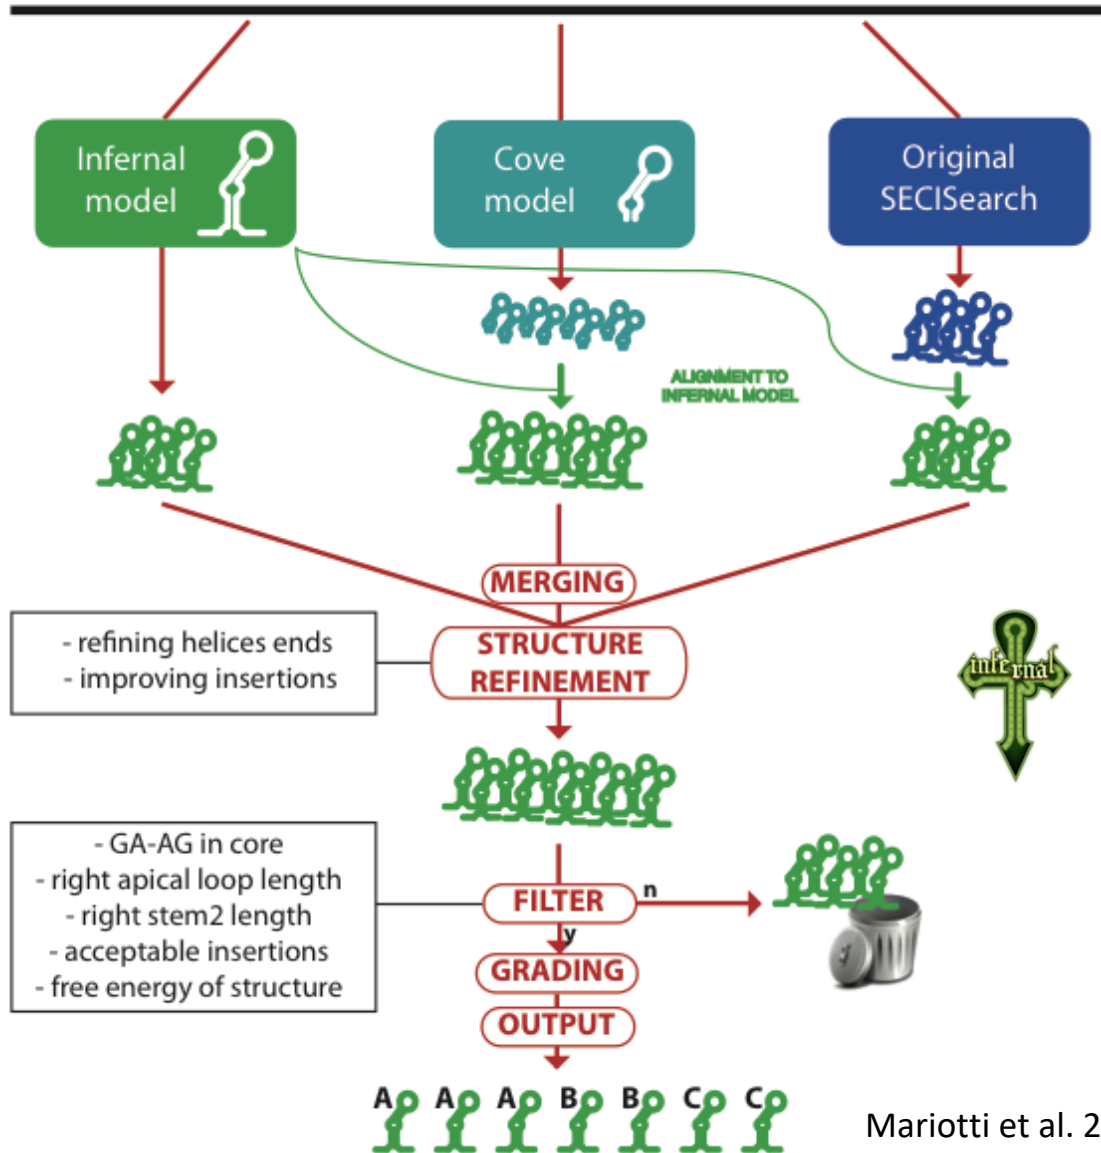 Infernal
model
Cove
model
Original
SECISearch
ALIGNMENT TO
INFERNAL MODEL
MERGING
- refining helices ends
- improving insertions
STRUCTURE
REFINEMENT
infernal
- GA-AG in core
- right apical loop length
- right stem2 length
- acceptable insertions
- free energy of structure
FILTER
n
y
GRADING
OUTPUT
A A A B B C C
Mariotti et al. 2